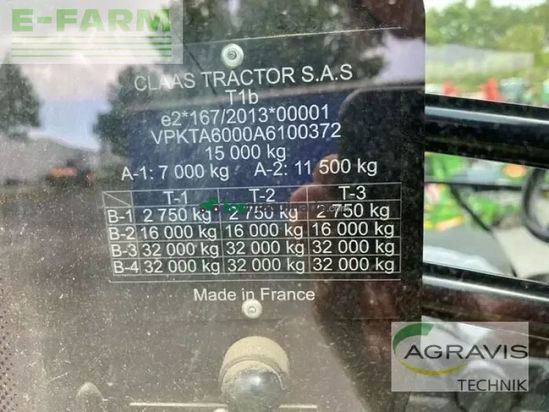 E-FARM
CLAAS TRACTOR S.A.S
T1b
e2*167/2013*00001
VPKTA6000A6100372
15 000 kg
A-1: 7 000 kg A-2: 11 500 kg
T-1 T-2 T-3
B-1 2 750 kg 2 750 kg 2 750 kg
B-2 16 000 kg 16 000 kg 16 000 kg
B-3 32 000 kg 32 000 kg 32 000 kg
B-4 32 000 kg 32 000 kg 32 000 kg
Made in France
AGRAVIS
TECHNIK